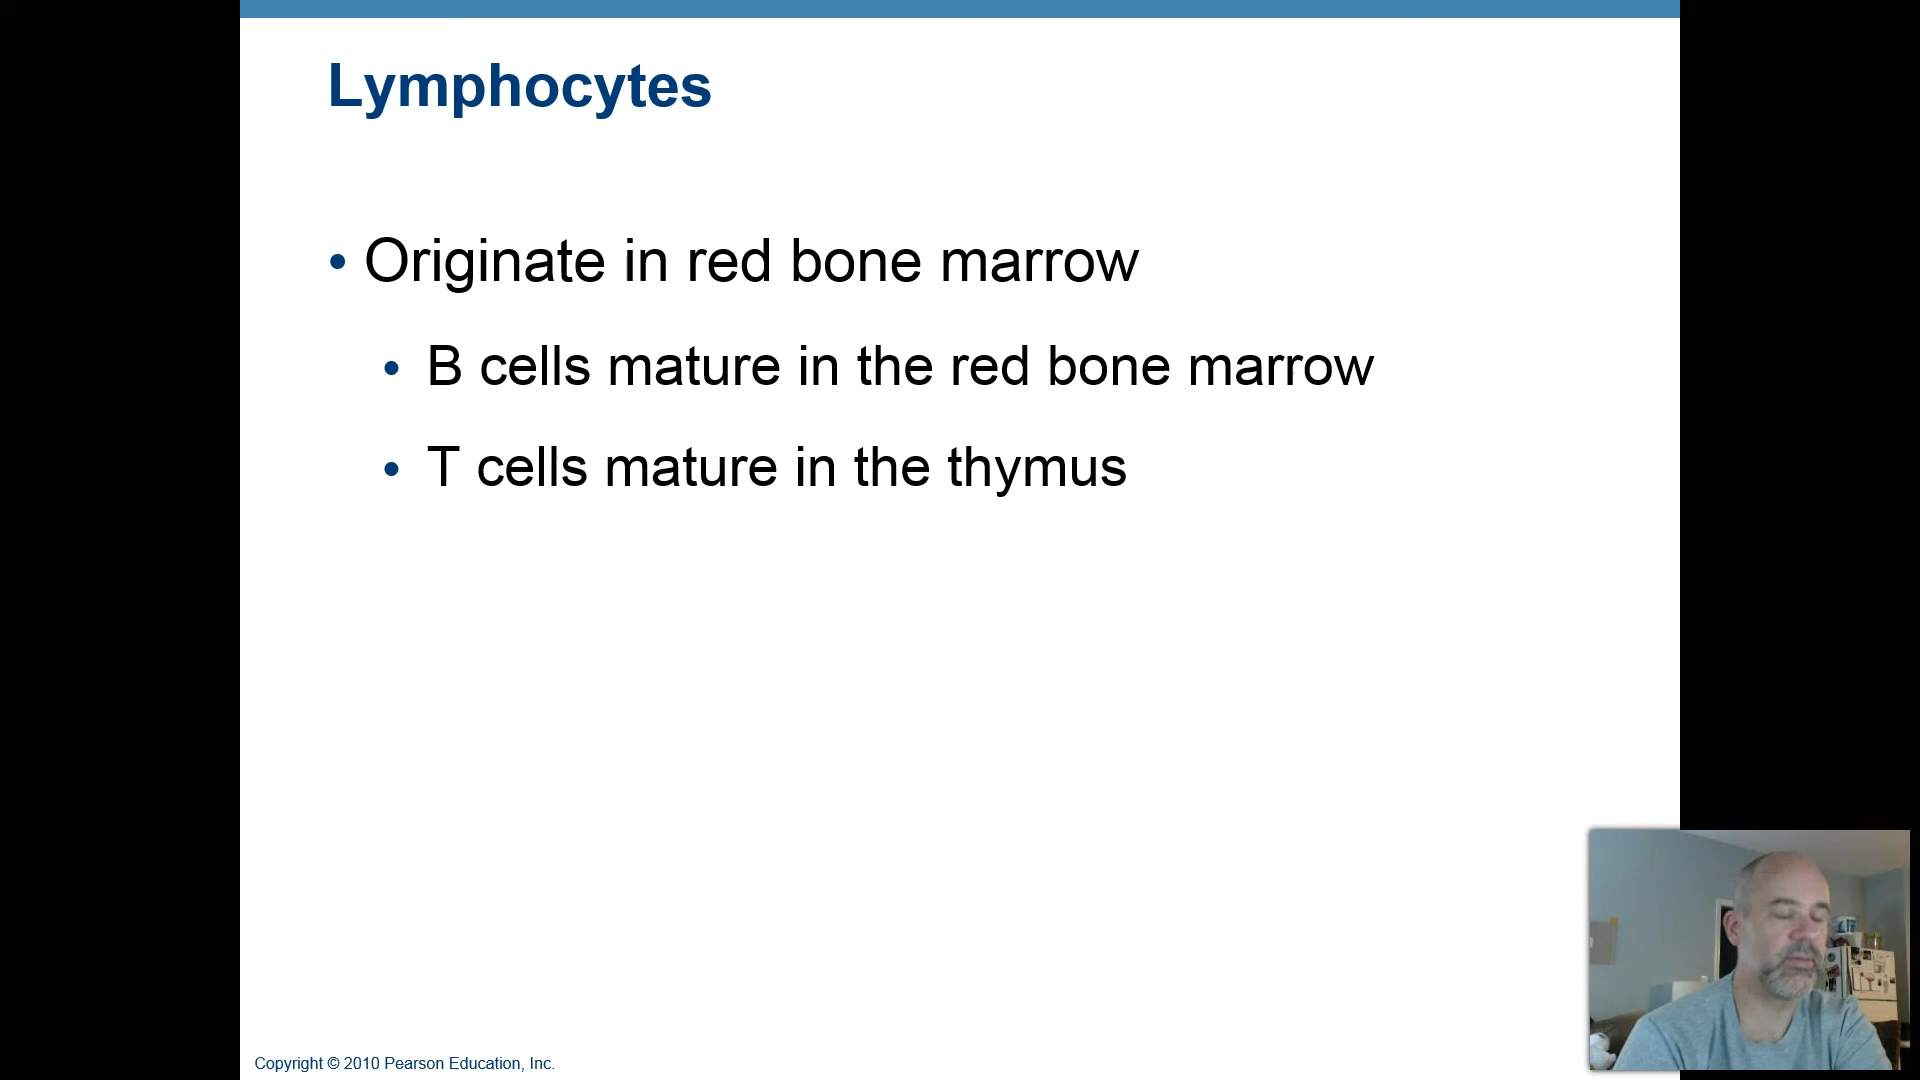 Lymphocytes
• Originate in red bone marrow
• B cells mature in the red bone marrow
• T cells mature in the thymus
Copyright © 2010 Pearson Education, Inc.